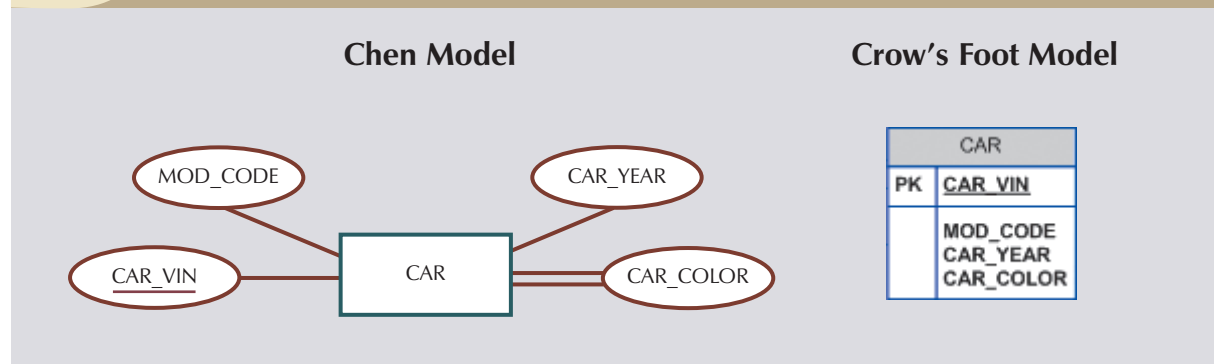 Chen Model
Crow's Foot Model
MOD_CODE
CAR_YEAR
CAR_VIN
CAR
CAR_COLOR
CAR
PK CAR_VIN
MOD_CODE
CAR_YEAR
CAR_COLOR